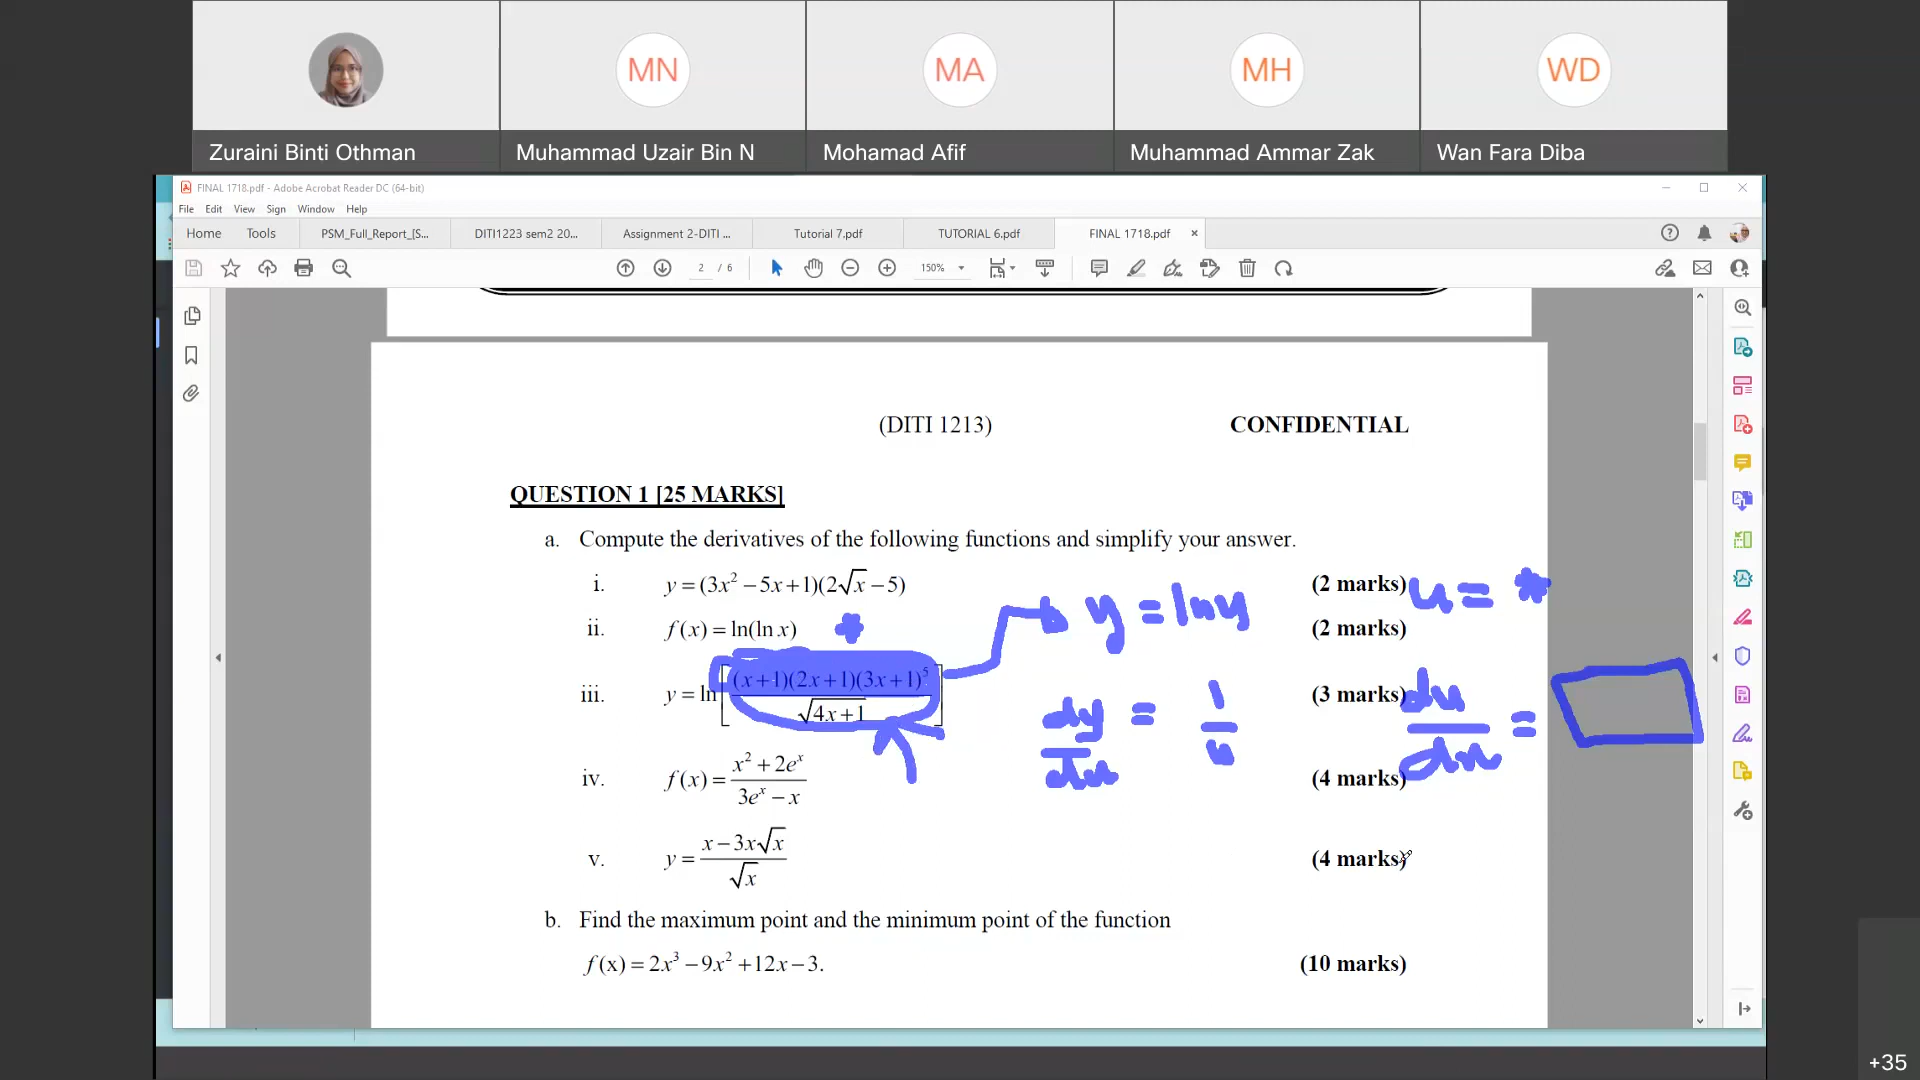 MN MA MH WD
Zuraini Binti Othman Muhammad Uzair Bin N Mohamad Afif Muhammad Ammar Zak Wan Fara Diba
FINAL 1718.pdf - Adobe Acrobat Reader DC (64-bit)
File Edit View Sign Window Help
Home Tools PSM_Full_Report_(S... DITI1223 sem2 20... Assignment 2-DITI ... Tutorial 7.pdf TUTORIAL 6.pdf FINAL 1718.pdf ×
2 / 6 150%
(DITI 1213) CONFIDENTIAL
QUESTION 1 [25 MARKS]
a. Compute the derivatives of the following functions and simplify your answer.
i. y = (3x² − 5x + 1)(2√x − 5) (2 marks) u = *
ii. f(x) = ln(ln x) * y = ln u (2 marks)
iii. y = ln[(x+1)(2x+1)(3x+1)⁵ / √(4x+1)] dy/du = 1/u (3 marks) du/dx =
iv. f(x) = (x² + 2eˣ) / (3eˣ − x) (4 marks)
v. y = (x − 3x√x) / √x (4 marks)
b. Find the maximum point and the minimum point of the function
f(x) = 2x³ − 9x² + 12x − 3. (10 marks)
+35